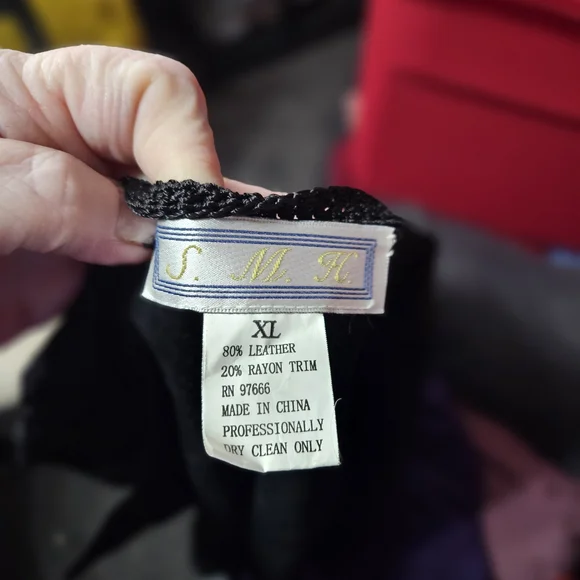 S. M. H.
XL
80% LEATHER
20% RAYON TRIM
RN 97666
MADE IN CHINA
PROFESSIONALLY
DRY CLEAN ONLY